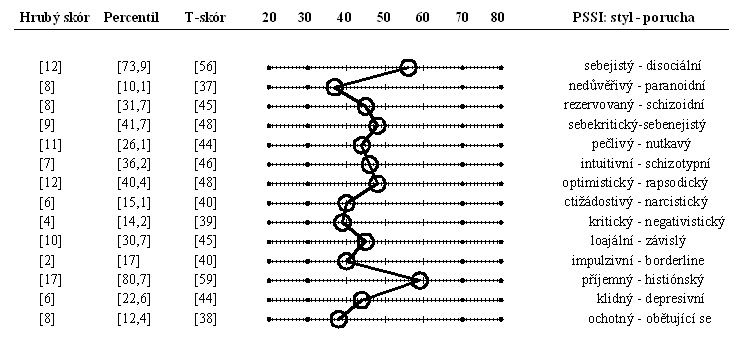 Hrubý skór Percentil T-skór 20 30 40 50 60 70 80 PSSI: styl - porucha
[12] [73,9] [56] sebejistý - disociální
[8] [10,1] [37] nedůvěřivý - paranoidní
[8] [31,7] [45] rezervovaný - schizoidní
[9] [41,7] [48] sebekritický-sebenejistý
[11] [26,1] [44] pečlivý - nutkavý
[7] [36,2] [46] intuitivní - schizotypní
[12] [40,4] [48] optimistický - rapsodický
[6] [15,1] [40] ctižádostivý - narcistický
[4] [14,2] [39] kritický - negativistický
[10] [30,7] [45] loajální - závislý
[2] [17] [40] impulzivní - borderline
[17] [80,7] [59] příjemný - histiónský
[6] [22,6] [44] klidný - depresivní
[8] [12,4] [38] ochotný - obětující se